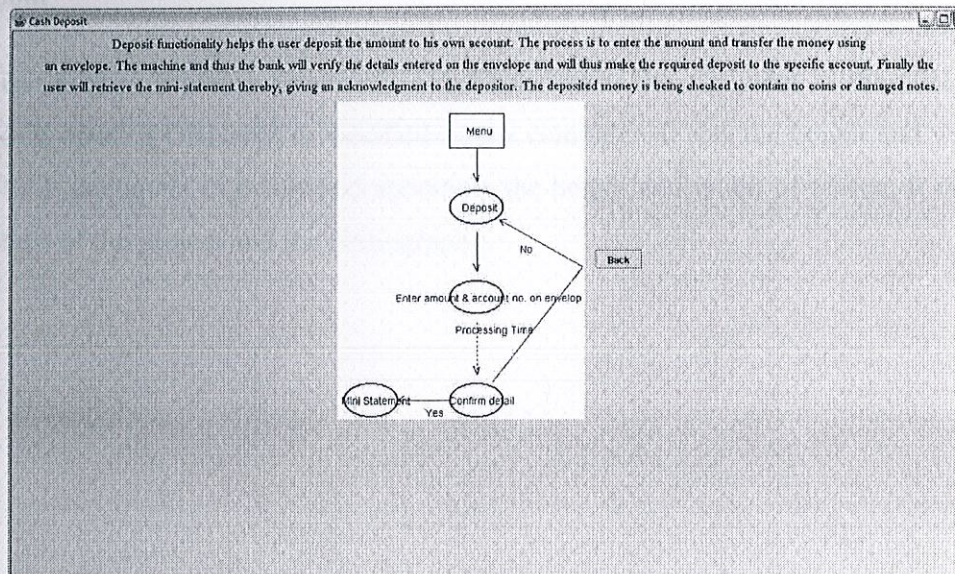 Cash Deposit
Deposit functionality helps the user deposit the amount to his own account. The process is to enter the amount and transfer the money using
an envelope. The machine and thus the bank will verify the details entered on the envelope and will thus make the required deposit to the specific account. Finally the
user will retrieve the mini-statement thereby, giving an acknowledgment to the depositor. The deposited money is being checked to contain no coins or damaged notes.
Menu
Deposit
No
Back
Enter amount & account no. on envelop
Processing Time
Mini Statement
Confirm detail
Yes